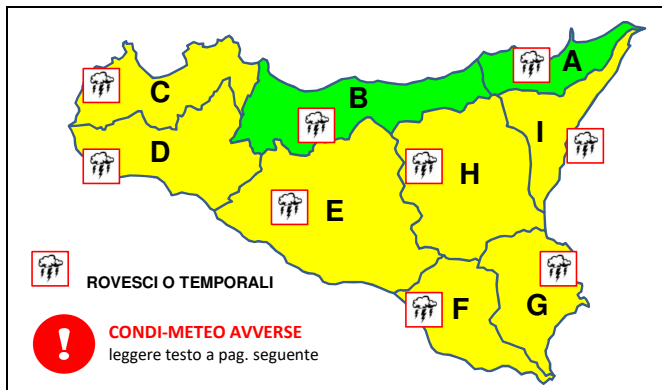 A
C
B
I
D
H
E
F
G
ROVESCI O TEMPORALI
! CONDI-METEO AVVERSE
leggere testo a pag. seguente